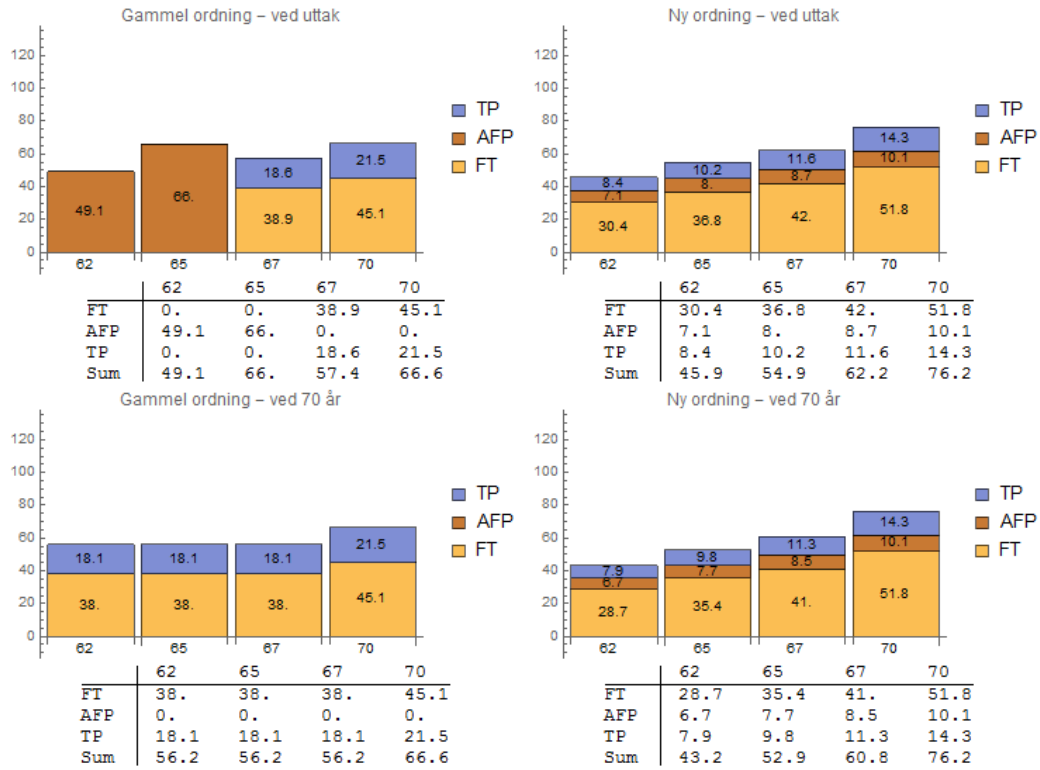 Gammel ordning – ved uttak
120
100
80
60
40
20
0
49.1
66.
18.6
38.9
21.5
45.1
62 65 67 70
TP
AFP
FT
62 65 67 70
FT 0. 0. 38.9 45.1
AFP 49.1 66. 0. 0.
TP 0. 0. 18.6 21.5
Sum 49.1 66. 57.4 66.6
Ny ordning – ved uttak
120
100
80
60
40
20
0
8.4
7.1
30.4
10.2
8.
36.8
11.6
8.7
42.
14.3
10.1
51.8
62 65 67 70
TP
AFP
FT
62 65 67 70
FT 30.4 36.8 42. 51.8
AFP 7.1 8. 8.7 10.1
TP 8.4 10.2 11.6 14.3
Sum 45.9 54.9 62.2 76.2
Gammel ordning – ved 70 år
120
100
80
60
40
20
0
18.1
38.
18.1
38.
18.1
38.
21.5
45.1
62 65 67 70
TP
AFP
FT
62 65 67 70
FT 38. 38. 38. 45.1
AFP 0. 0. 0. 0.
TP 18.1 18.1 18.1 21.5
Sum 56.2 56.2 56.2 66.6
Ny ordning – ved 70 år
120
100
80
60
40
20
0
7.9
6.7
28.7
9.8
7.7
35.4
11.3
8.5
41.
14.3
10.1
51.8
62 65 67 70
TP
AFP
FT
62 65 67 70
FT 28.7 35.4 41. 51.8
AFP 6.7 7.7 8.5 10.1
TP 7.9 9.8 11.3 14.3
Sum 43.2 52.9 60.8 76.2